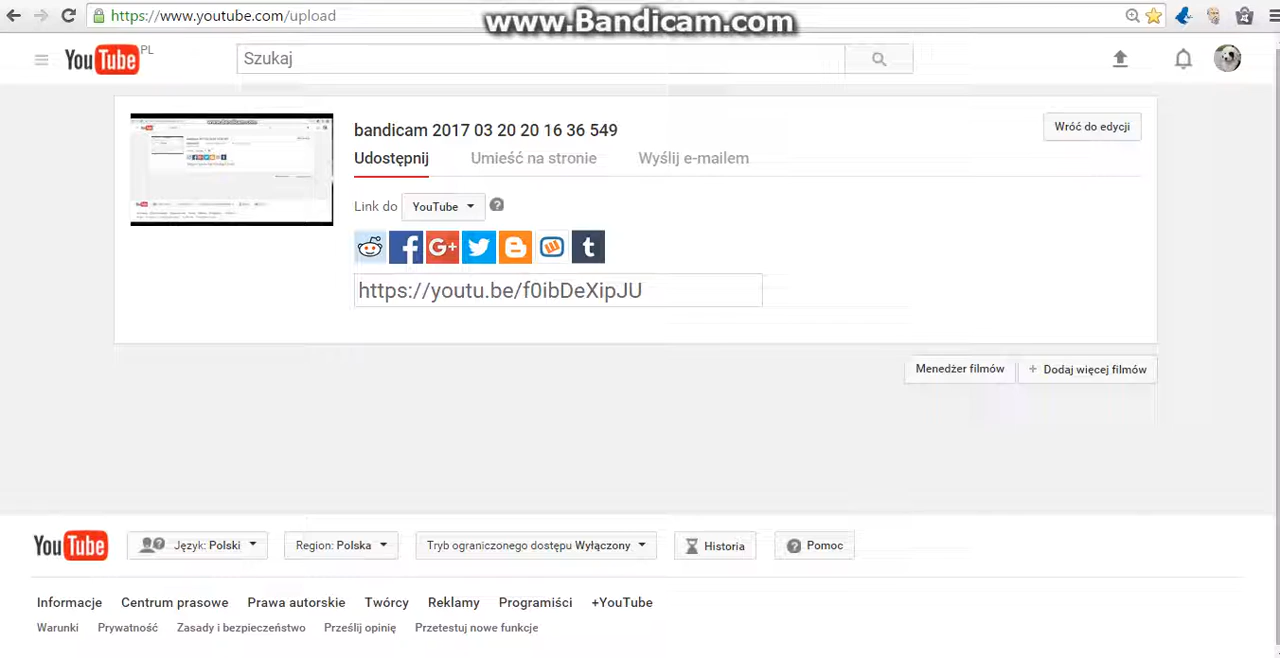 https://www.youtube.com/upload
www.Bandicam.com
YouTube PL
Szukaj
bandicam 2017 03 20 20 16 36 549
Wróć do edycji
Udostępnij Umieść na stronie Wyślij e-mailem
Link do YouTube
https://youtu.be/f0ibDeXipJU
Menedżer filmów + Dodaj więcej filmów
YouTube Język: Polski Region: Polska Tryb ograniczonego dostępu Wyłączony Historia Pomoc
Informacje Centrum prasowe Prawa autorskie Twórcy Reklamy Programiści +YouTube
Warunki Prywatność Zasady i bezpieczeństwo Prześlij opinię Przetestuj nowe funkcje